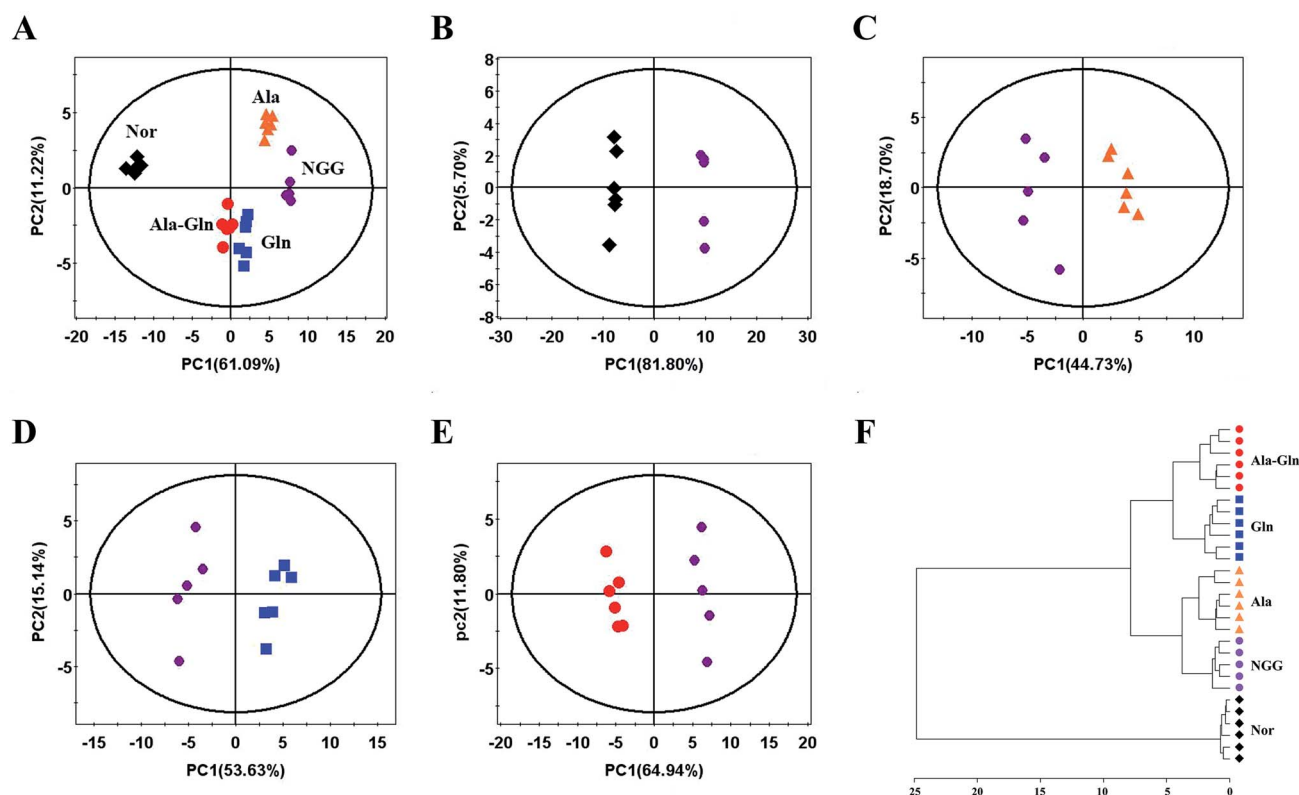 A
B
C
5
0
-5
PC2(11.22%)
Ala
Nor
NGG
Ala-Gln
Gln
-20 -15 -10 -5 0 5 10 15 20
PC1(61.09%)
8
6
4
2
0
-2
-4
-6
-8
PC2(5.70%)
-30 -20 -10 0 10 20 30
PC1(81.80%)
5
0
-5
PC2(18.70%)
-10 -5 0 5 10
PC1(44.73%)
D
E
F
5
0
-5
PC2(15.14%)
-15 -10 -5 0 5 10 15
PC1(53.63%)
5
0
-5
pc2(11.80%)
-20 -15 -10 -5 0 5 10 15 20
PC1(64.94%)
Ala-Gln
Gln
Ala
NGG
Nor
25 20 15 10 5 0